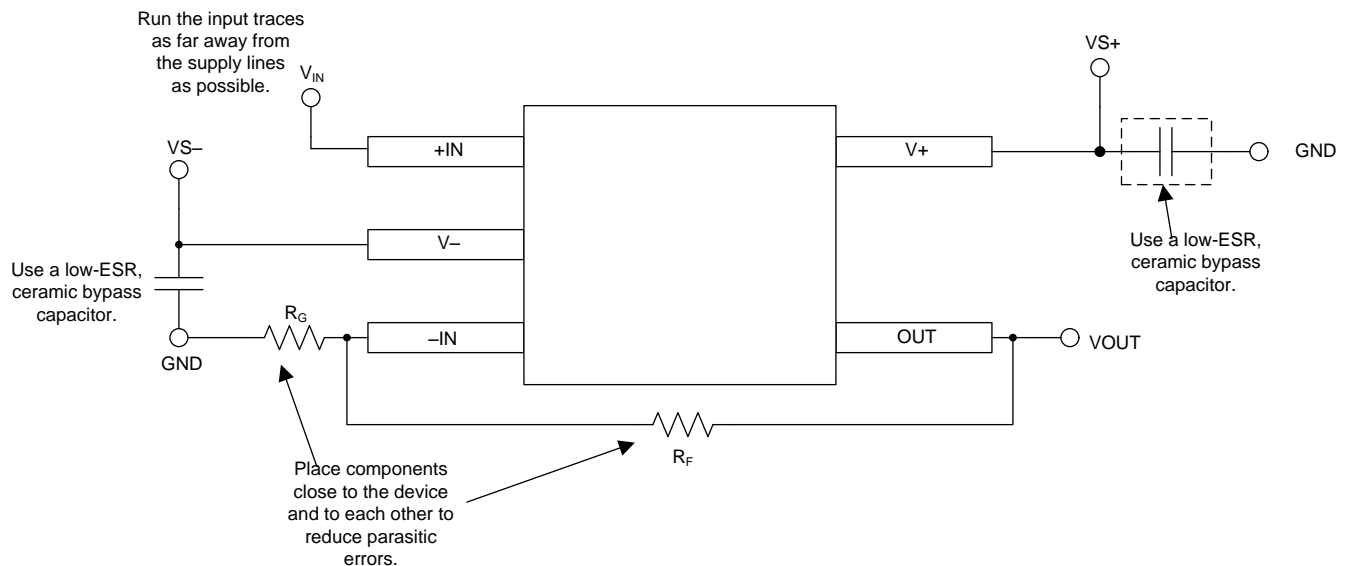 Run the input traces
as far away from
the supply lines
as possible.
VIN
VS–
VS+
+IN
V+
GND
V–
Use a low-ESR,
ceramic bypass
capacitor.
Use a low-ESR,
ceramic bypass
capacitor.
RG
–IN
OUT
VOUT
GND
RF
Place components
close to the device
and to each other to
reduce parasitic
errors.